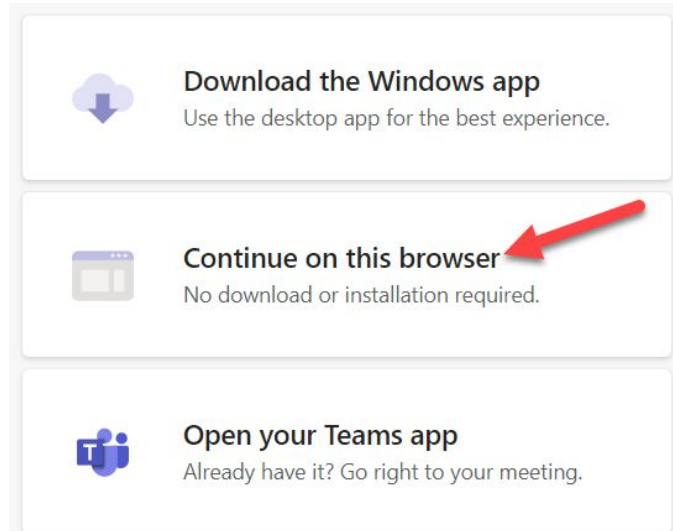 Download the Windows app
Use the desktop app for the best experience.
Continue on this browser
No download or installation required.
T
Open your Teams app
Already have it? Go right to your meeting.